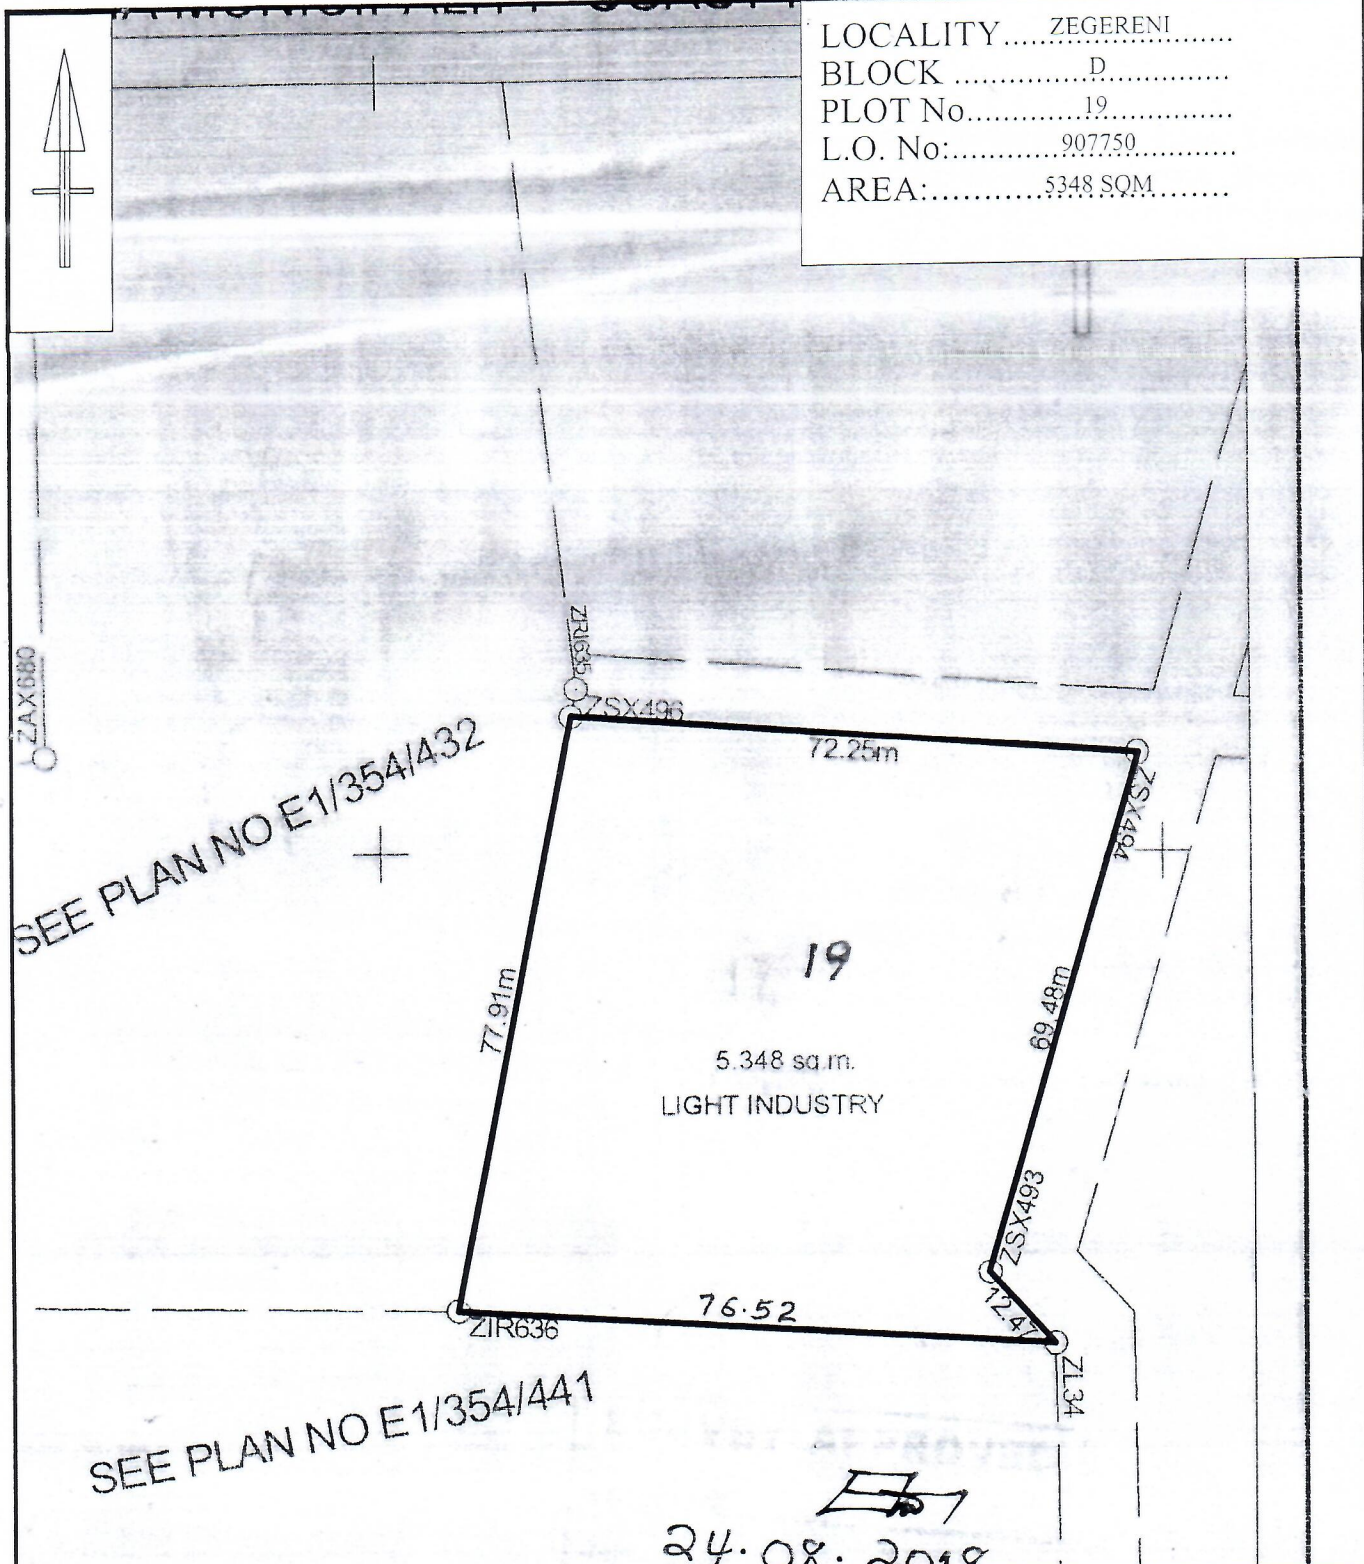 LOCALITY.... ZEGERENI ....
BLOCK .... D ....
PLOT No.... 19 ....
L.O. No:.... 907750 ....
AREA:.... 5348 SQM ....
ZAX680
ZRI635
ZSX496
72.25m
ZSX494
SEE PLAN NO E1/354/432
19
77.91m
69.48m
5.348 sq.m.
LIGHT INDUSTRY
ZSX493
12.47
76.52
ZIR636
ZL34
SEE PLAN NO E1/354/441
24.08.2018